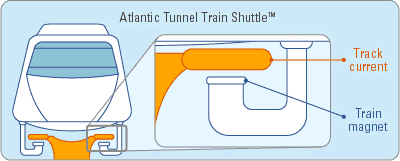 Atlantic Tunnel Train Shuttle™
Track
current
Train
magnet